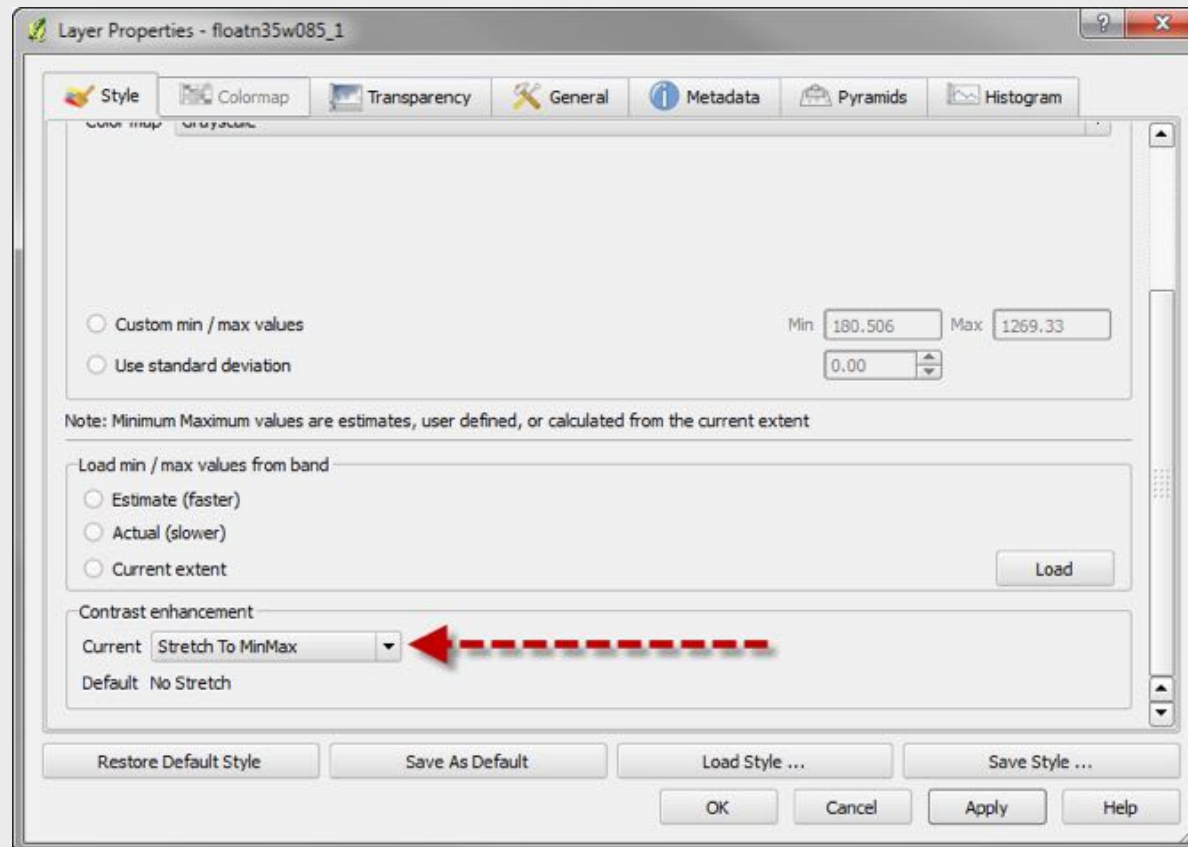 Layer Properties - floatn35w085_1
?
Style Colormap Transparency General Metadata Pyramids Histogram
Color map Grayscale
Custom min / max values Min 180.506 Max 1269.33
Use standard deviation 0.00
Note: Minimum Maximum values are estimates, user defined, or calculated from the current extent
Load min / max values from band
Estimate (faster)
Actual (slower)
Current extent Load
Contrast enhancement
Current Stretch To MinMax
Default No Stretch
Restore Default Style Save As Default Load Style ... Save Style ...
OK Cancel Apply Help